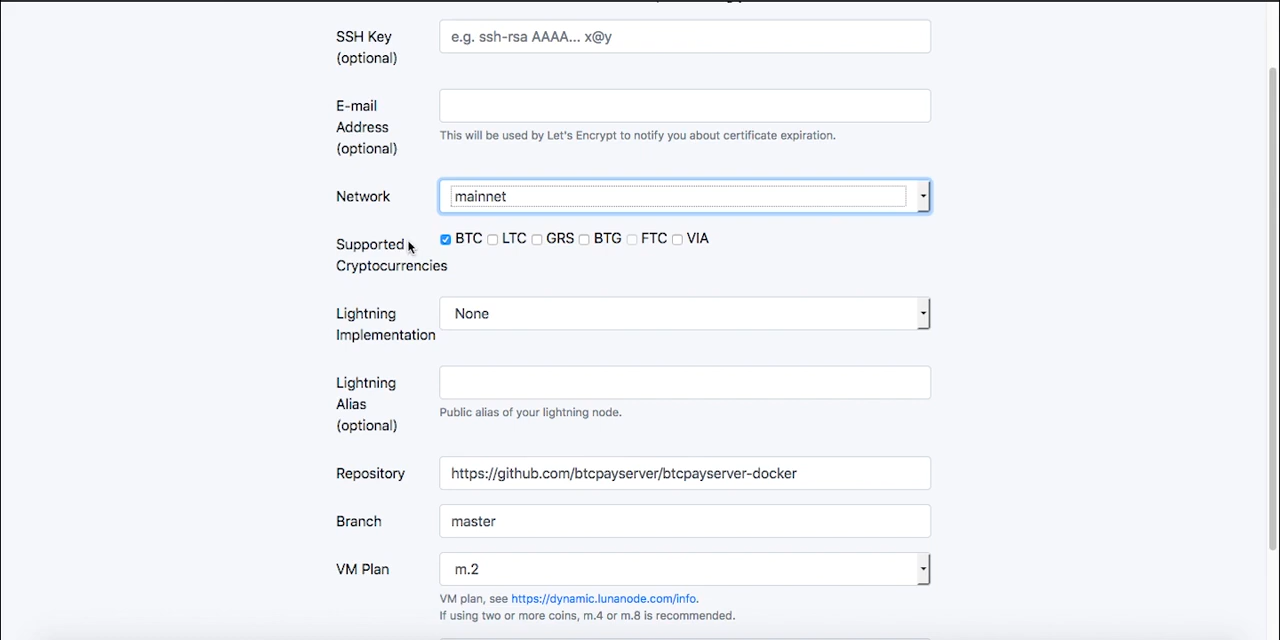 SSH Key
(optional)
e.g. ssh-rsa AAAA... x@y
E-mail
Address
(optional)
This will be used by Let's Encrypt to notify you about certificate expiration.
Network
mainnet
Supported
Cryptocurrencies
BTC LTC GRS BTG FTC VIA
Lightning
Implementation
None
Lightning
Alias
(optional)
Public alias of your lightning node.
Repository
https://github.com/btcpayserver/btcpayserver-docker
Branch
master
VM Plan
m.2
VM plan, see https://dynamic.lunanode.com/info.
If using two or more coins, m.4 or m.8 is recommended.